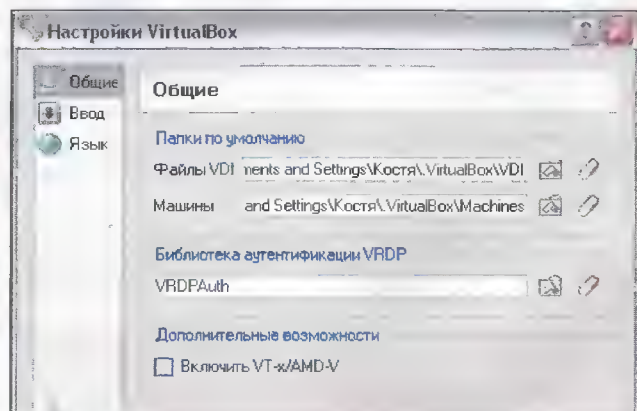 Настройки VirtualBox
Общие
Ввод
Язык
Общие
Папки по умолчанию
Файлы VDI ments and Settings\Костя\.VirtualBox\VDI
Машины and Settings\Костя\.VirtualBox\Machines
Библиотека аутентификации VRDP
VRDPAuth
Дополнительные возможности
Включить VT-x/AMD-V